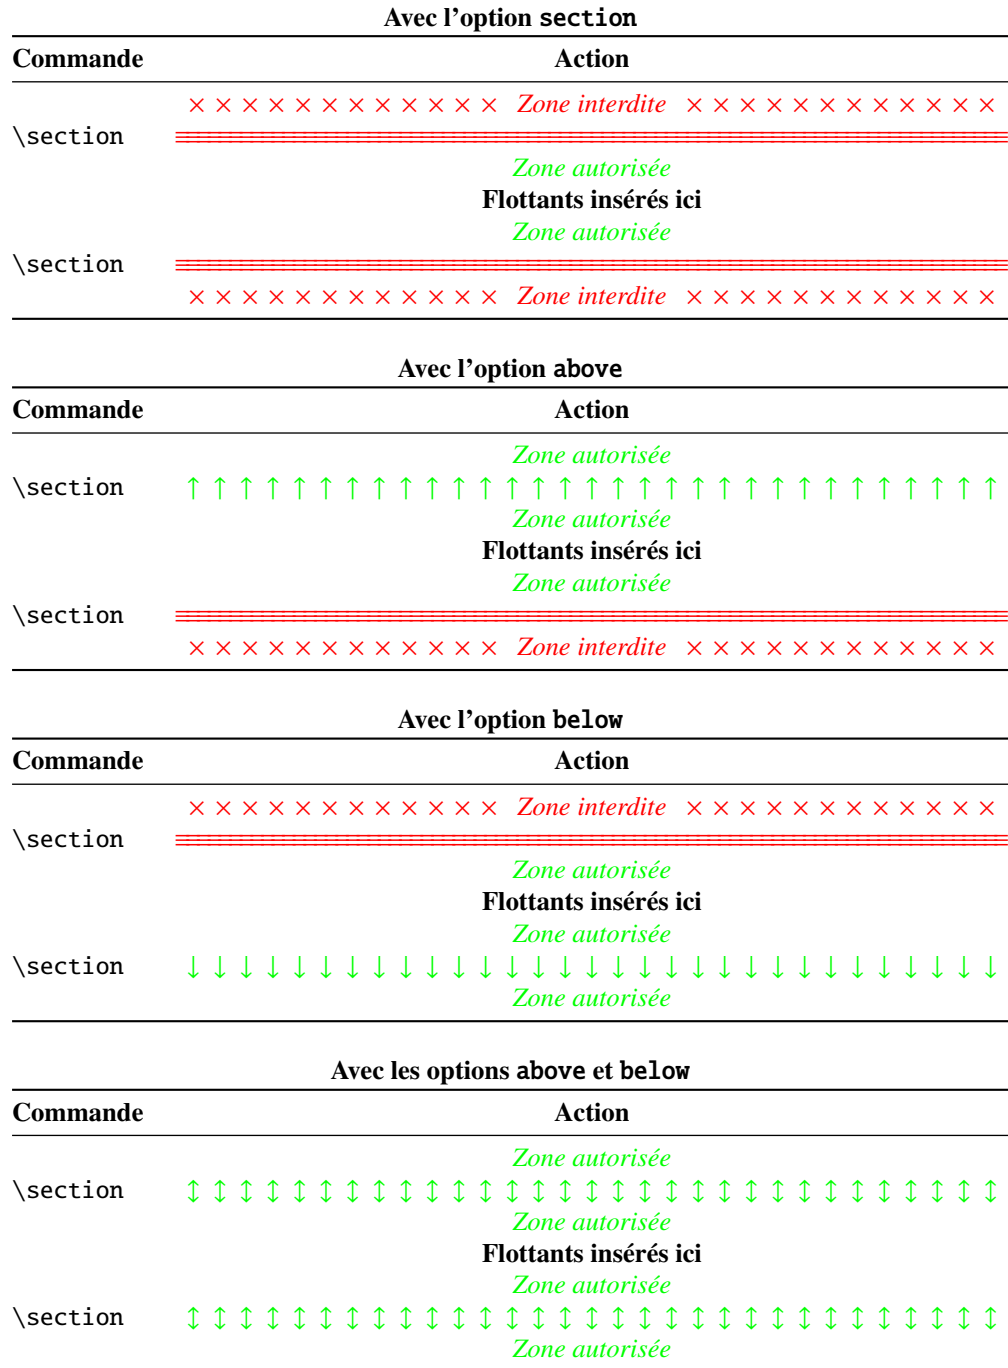 Avec l'option section
Commande Action
× × × × × × × × × × × × Zone interdite × × × × × × × × × × × ×
\section
Zone autorisée
Flottants insérés ici
Zone autorisée
\section
× × × × × × × × × × × × Zone interdite × × × × × × × × × × × ×
Avec l'option above
Commande Action
Zone autorisée
\section ↑ ↑ ↑ ↑ ↑ ↑ ↑ ↑ ↑ ↑ ↑ ↑ ↑ ↑ ↑ ↑ ↑ ↑ ↑ ↑ ↑ ↑ ↑ ↑ ↑ ↑ ↑ ↑ ↑ ↑ ↑
Zone autorisée
Flottants insérés ici
Zone autorisée
\section
× × × × × × × × × × × × Zone interdite × × × × × × × × × × × ×
Avec l'option below
Commande Action
× × × × × × × × × × × × Zone interdite × × × × × × × × × × × ×
\section
Zone autorisée
Flottants insérés ici
Zone autorisée
\section ↓ ↓ ↓ ↓ ↓ ↓ ↓ ↓ ↓ ↓ ↓ ↓ ↓ ↓ ↓ ↓ ↓ ↓ ↓ ↓ ↓ ↓ ↓ ↓ ↓ ↓ ↓ ↓ ↓ ↓ ↓
Zone autorisée
Avec les options above et below
Commande Action
Zone autorisée
\section ↕ ↕ ↕ ↕ ↕ ↕ ↕ ↕ ↕ ↕ ↕ ↕ ↕ ↕ ↕ ↕ ↕ ↕ ↕ ↕ ↕ ↕ ↕ ↕ ↕ ↕ ↕ ↕ ↕ ↕ ↕
Zone autorisée
Flottants insérés ici
Zone autorisée
\section ↕ ↕ ↕ ↕ ↕ ↕ ↕ ↕ ↕ ↕ ↕ ↕ ↕ ↕ ↕ ↕ ↕ ↕ ↕ ↕ ↕ ↕ ↕ ↕ ↕ ↕ ↕ ↕ ↕ ↕ ↕
Zone autorisée